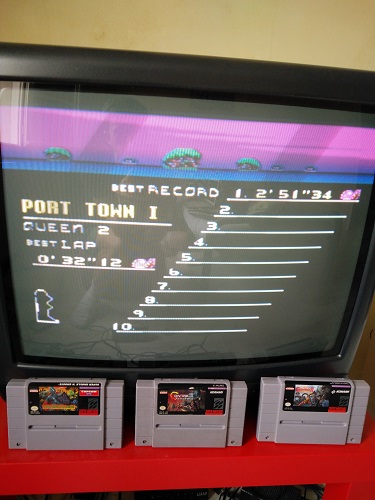 BEST RECORD 1. 2'51"34
PORT TOWN I
QUEEN 2
BEST LAP
0'32"12
2.
3.
4.
5.
6.
7.
8.
9.
10.